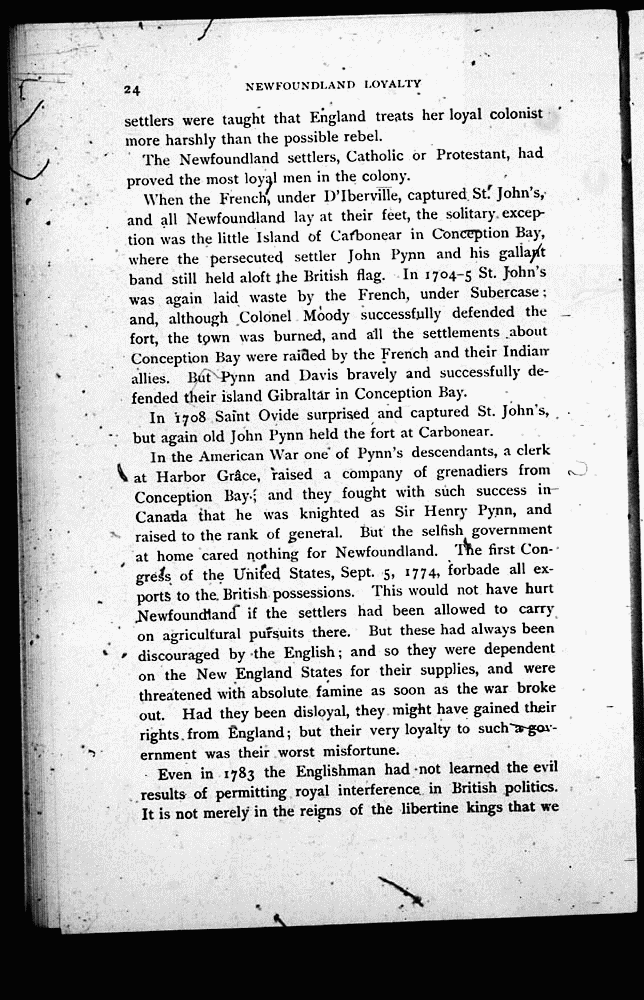 24
NEWFOUNDLAND LOYALTY
settlers were taught that England treats her loyal colonist
more harshly than the possible rebel.
The Newfoundland settlers, Catholic or Protestant, had
proved the most loyal men in the colony.
When the French, under D'Iberville, captured St. John's,
and all Newfoundland lay at their feet, the solitary excep-
tion was the little Island of Carbonear in Conception Bay,
where the persecuted settler John Pynn and his gallant
band still held aloft the British flag. In 1704-5 St. John's
was again laid waste by the French, under Subercase;
and, although Colonel Moody successfully defended the
fort, the town was burned, and all the settlements about
Conception Bay were raided by the French and their Indian
allies. But Pynn and Davis bravely and successfully de-
fended their island Gibraltar in Conception Bay.
In 1708 Saint Ovide surprised and captured St. John's,
but again old John Pynn held the fort at Carbonear.
In the American War one of Pynn's descendants, a clerk
at Harbor Grâce, raised a company of grenadiers from
Conception Bay; and they fought with such success in
Canada that he was knighted as Sir Henry Pynn, and
raised to the rank of general. But the selfish government
at home cared nothing for Newfoundland. The first Con-
gress of the United States, Sept. 5, 1774, forbade all ex-
ports to the British possessions. This would not have hurt
Newfoundland if the settlers had been allowed to carry
on agricultural pursuits there. But these had always been
discouraged by the English; and so they were dependent
on the New England States for their supplies, and were
threatened with absolute famine as soon as the war broke
out. Had they been disloyal, they might have gained their
rights from England; but their very loyalty to such a gov-
ernment was their worst misfortune.
Even in 1783 the Englishman had not learned the evil
results of permitting royal interference in British politics.
It is not merely in the reigns of the libertine kings that we